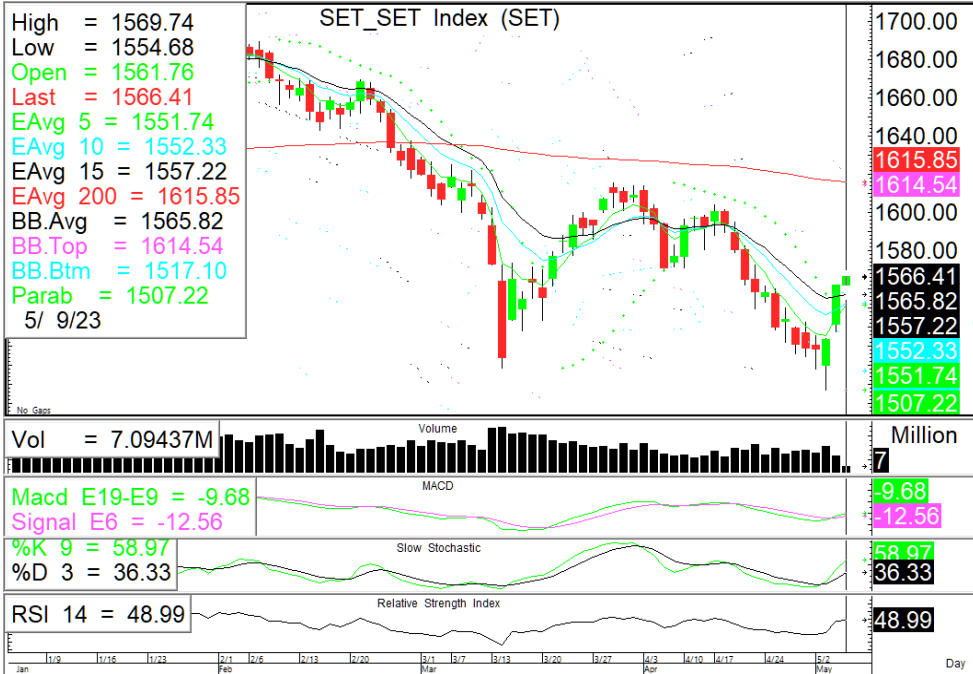 SET_SET Index (SET)
High = 1569.74
Low = 1554.68
Open = 1561.76
Last = 1566.41
EAvg 5 = 1551.74
EAvg 10 = 1552.33
EAvg 15 = 1557.22
EAvg 200 = 1615.85
BB.Avg = 1565.82
BB.Top = 1614.54
BB.Btm = 1517.10
Parab = 1507.22
5/ 9/23
1700.00
1680.00
1660.00
1640.00
1615.85
1614.54
1600.00
1580.00
1566.41
1565.82
1557.22
1552.33
1551.74
1507.22
No Gaps
Volume
Vol = 7.09437M
Million
7
MACD
Macd E19-E9 = -9.68
Signal E6 = -12.56
-9.68
-12.56
Slow Stochastic
%K 9 = 58.97
%D 3 = 36.33
58.97
36.33
Relative Strength Index
RSI 14 = 48.99
48.99
1/9 1/16 1/23 2/1 2/6 2/13 2/20 3/1 3/7 3/13 3/20 3/27 4/3 4/10 4/17 4/24 5/2
Jan Feb Mar Apr May Day